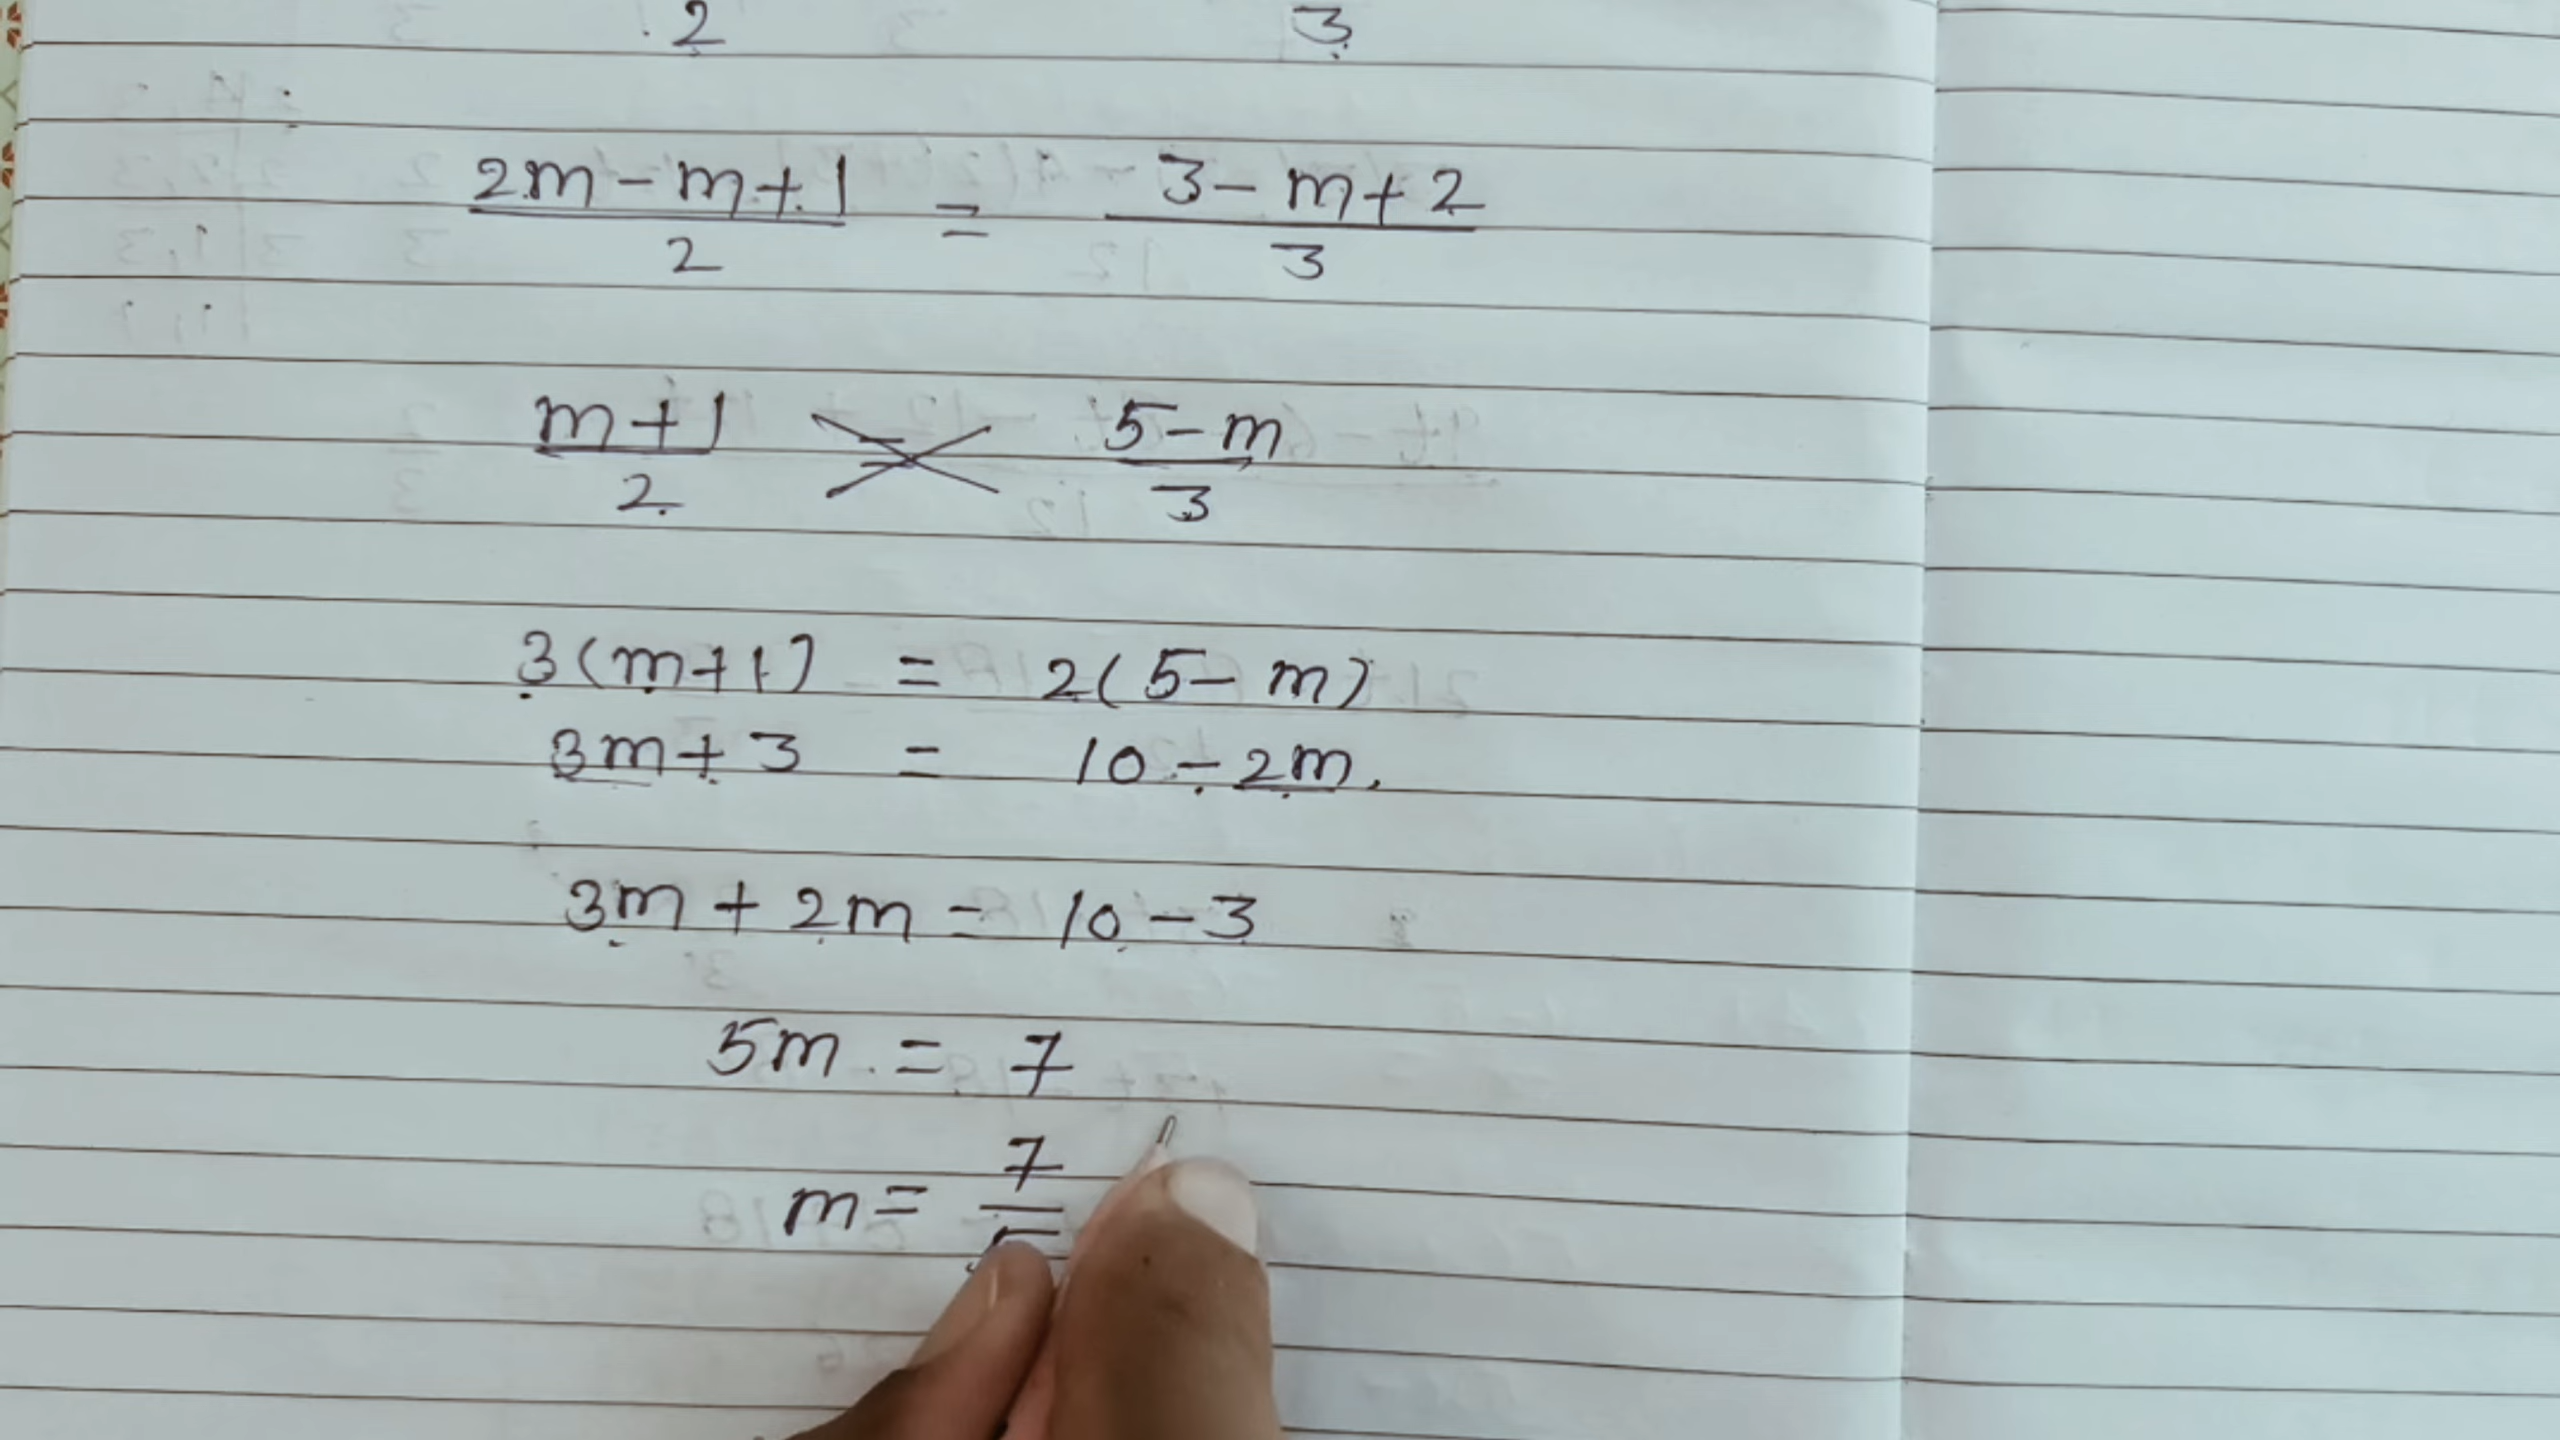 2 3
2m - m + 1 = 3 - m + 2
2 3
m + 1 = 5 - m
2 3
3(m+1) = 2(5 - m)
3m + 3 = 10 - 2m.
3m + 2m = 10 - 3
5m = 7
7
m =
5